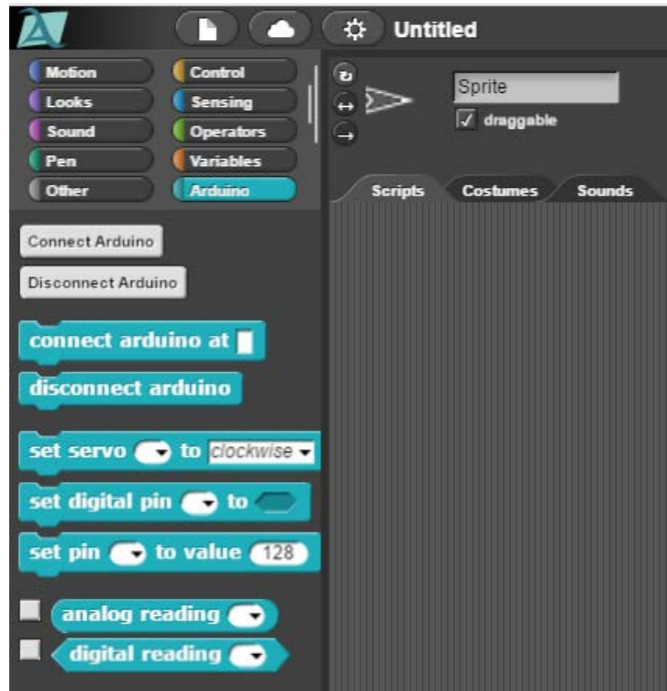 Untitled
Motion Control
Looks Sensing
Sound Operators
Pen Variables
Other Arduino
Sprite
draggable
Scripts Costumes Sounds
Connect Arduino
Disconnect Arduino
connect arduino at
disconnect arduino
set servo to clockwise
set digital pin to
set pin to value 128
analog reading
digital reading